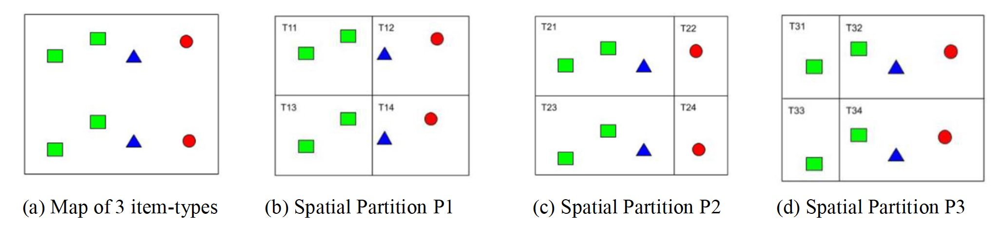 T11
T12
T13
T14
T21
T22
T23
T24
T31
T32
T33
T34
(a) Map of 3 item-types
(b) Spatial Partition P1
(c) Spatial Partition P2
(d) Spatial Partition P3